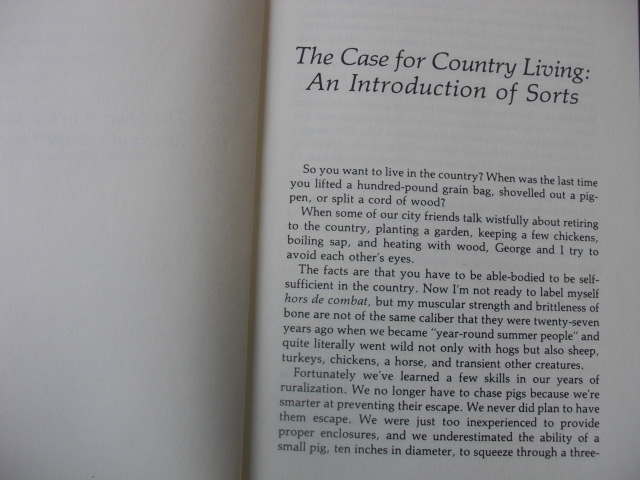 The Case for Country Living:
An Introduction of Sorts
So you want to live in the country? When was the last time
you lifted a hundred-pound grain bag, shovelled out a pig-
pen, or split a cord of wood?
When some of our city friends talk wistfully about retiring
to the country, planting a garden, keeping a few chickens,
boiling sap, and heating with wood, George and I try to
avoid each other's eyes.
The facts are that you have to be able-bodied to be self-
sufficient in the country. Now I'm not ready to label myself
hors de combat, but my muscular strength and brittleness of
bone are not of the same caliber that they were twenty-seven
years ago when we became "year-round summer people" and
quite literally went wild not only with hogs but also sheep,
turkeys, chickens, a horse, and transient other creatures.
Fortunately we've learned a few skills in our years of
ruralization. We no longer have to chase pigs because we're
smarter at preventing their escape. We never did plan to have
them escape. We were just too inexperienced to provide
proper enclosures, and we underestimated the ability of a
small pig, ten inches in diameter, to squeeze through a three-